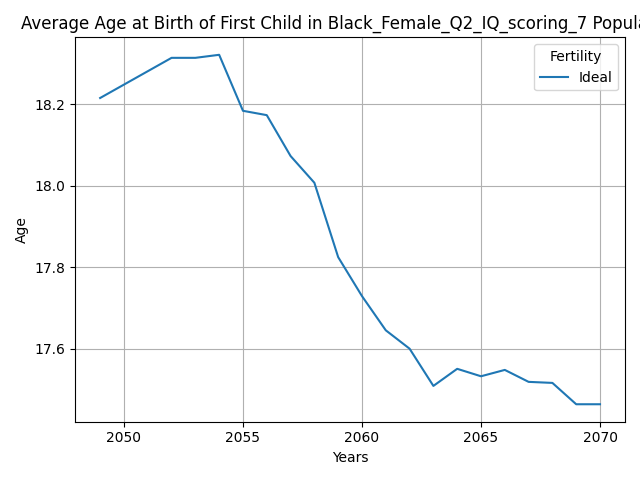 Average Age at Birth of First Child in Black_Female_Q2_IQ_scoring_7 Popula
Fertility
Ideal
18.2
18.0
17.8
17.6
Age
2050 2055 2060 2065 2070
Years